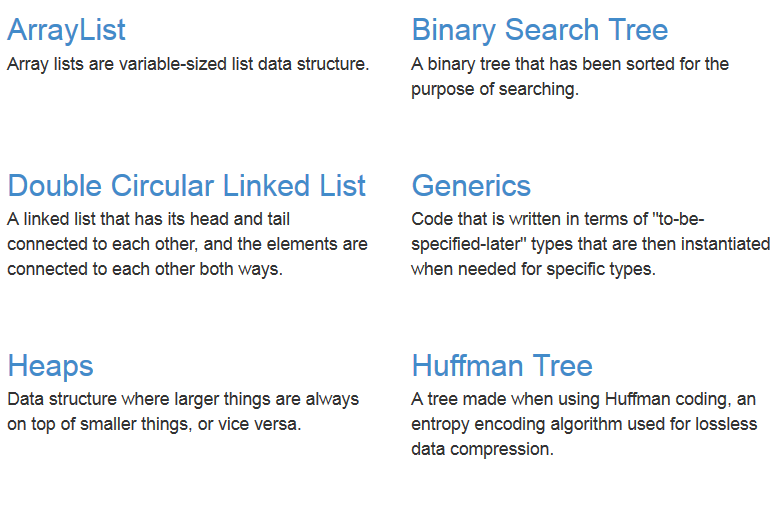 ArrayList
Array lists are variable-sized list data structure.
Binary Search Tree
A binary tree that has been sorted for the
purpose of searching.
Double Circular Linked List
A linked list that has its head and tail
connected to each other, and the elements are
connected to each other both ways.
Generics
Code that is written in terms of "to-be-
specified-later" types that are then instantiated
when needed for specific types.
Heaps
Data structure where larger things are always
on top of smaller things, or vice versa.
Huffman Tree
A tree made when using Huffman coding, an
entropy encoding algorithm used for lossless
data compression.